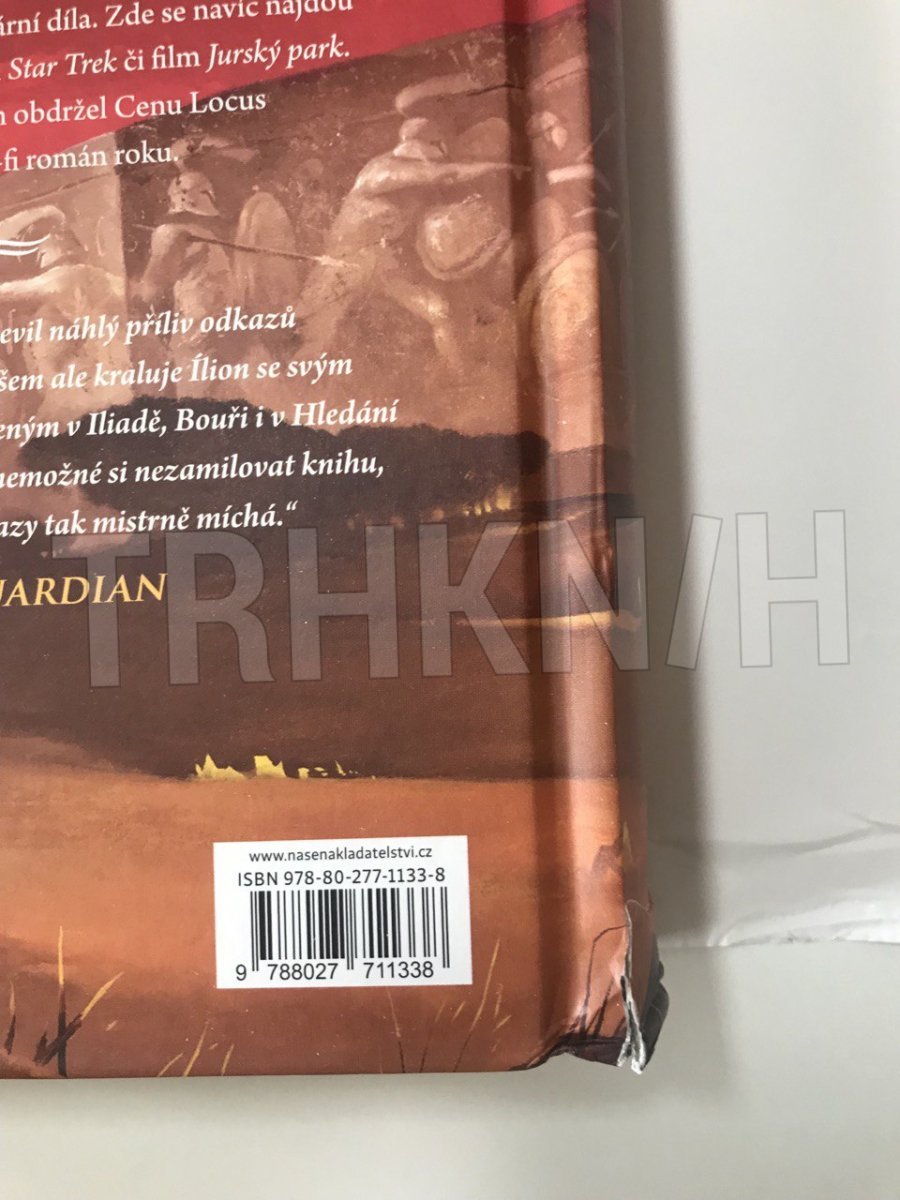 ární díla. Zde se navíc najdou
Star Trek či film Jurský park.
obdržel Cenu Locus
-fi román roku.
evil náhlý příliv odkazů
šem ale kraluje Ílion se svým
eným v Iliadě, Bouři i v Hledání
nemožné si nezamilovat knihu,
azy tak mistrně míchá.“
UARDIAN
TRHKN/H
www.nasenakladatelstvi.cz
ISBN 978-80-277-1133-8
9 788027 711338